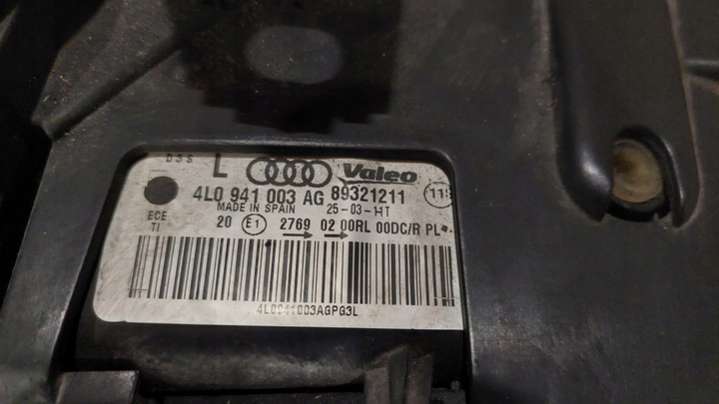 D3S L Valeo
4L0 941 003 AG 89321211
MADE IN SPAIN 25-03-HT
ECE
TI
20 E1 2769 02 00RL 00DC/R PL
4L0941003AGPG3L